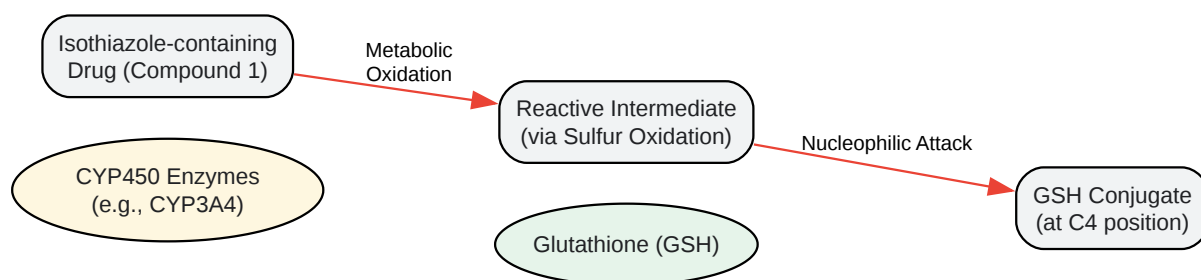 Isothiazole-containing
Drug (Compound 1)
Metabolic
Oxidation
CYP450 Enzymes
(e.g., CYP3A4)
Reactive Intermediate
(via Sulfur Oxidation)
Nucleophilic Attack
Glutathione (GSH)
GSH Conjugate
(at C4 position)